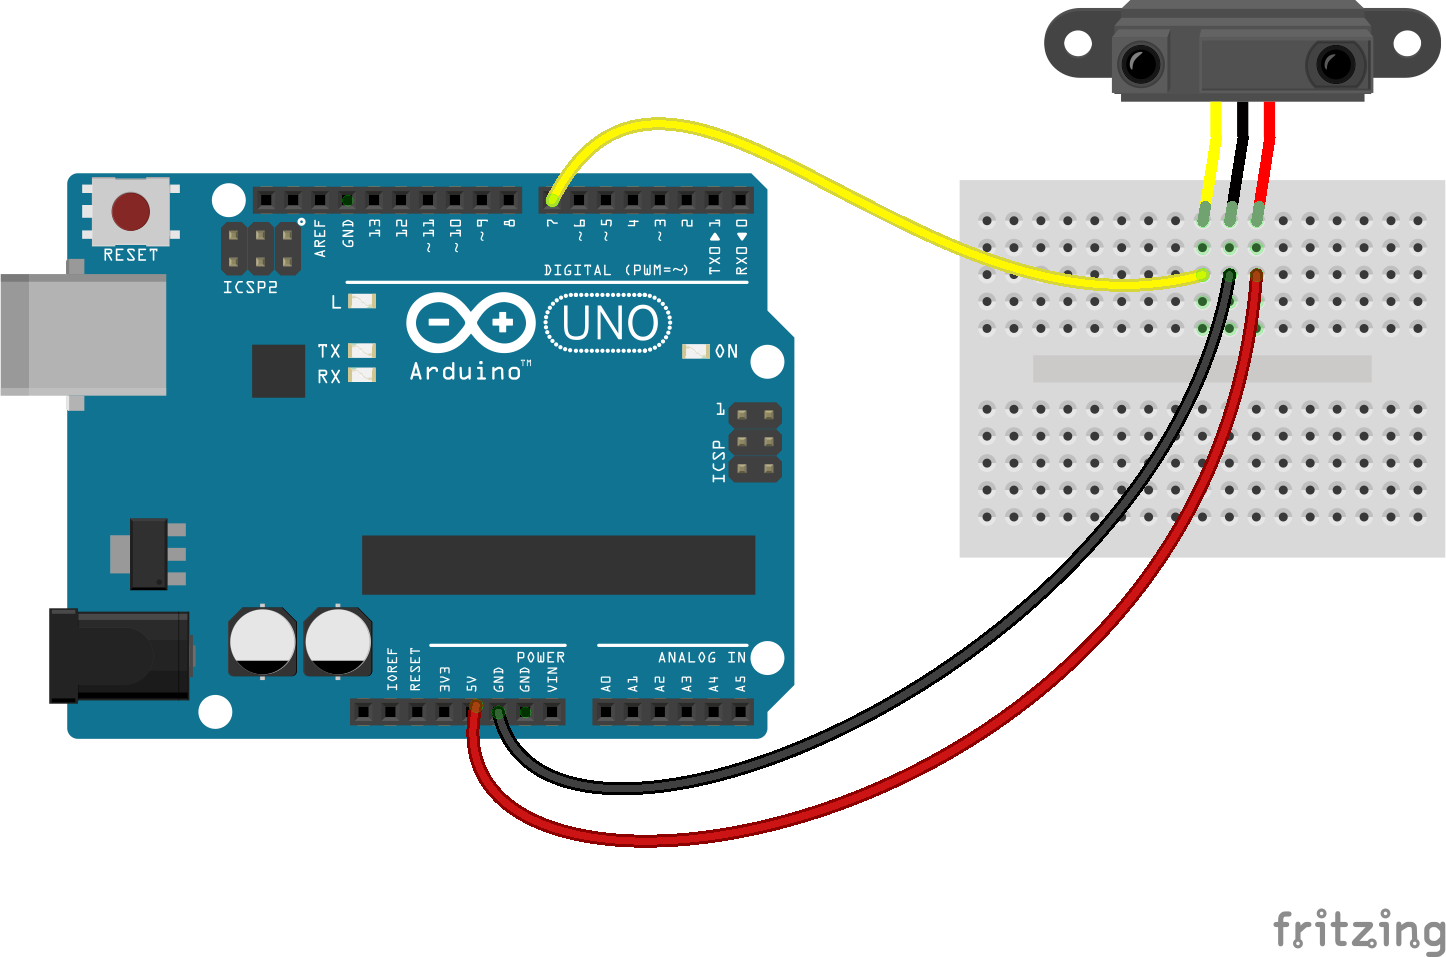 RESET
ICSP2
AREF
GND
13
12
~11
~10
~9
8
7
~6
~5
4
~3
2
TX0▶1
RX0◀0
DIGITAL (PWM=~)
L
TX
RX
UNO
Arduino™
ON
1
ICSP
IOREF
RESET
3V3
5V
GND
GND
VIN
POWER
ANALOG IN
A0
A1
A2
A3
A4
A5
fritzing